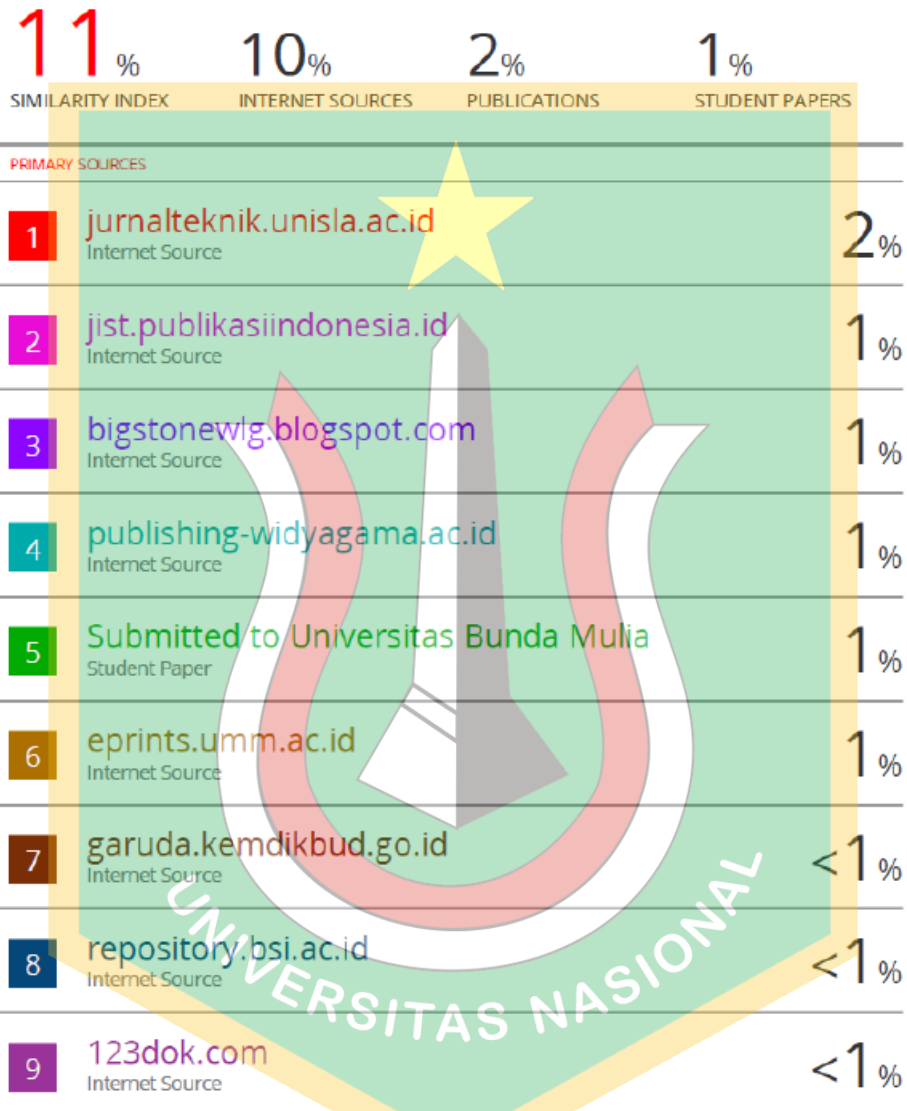 11% 10% 2% 1%
SIMILARITY INDEX INTERNET SOURCES PUBLICATIONS STUDENT PAPERS
PRIMARY SOURCES
1 jurnalteknik.unisla.ac.id 2%
Internet Source
2 jist.publikasiindonesia.id 1%
Internet Source
3 bigstonewlg.blogspot.com 1%
Internet Source
4 publishing-widyagama.ac.id 1%
Internet Source
5 Submitted to Universitas Bunda Mulia 1%
Student Paper
6 eprints.umm.ac.id 1%
Internet Source
7 garuda.kemdikbud.go.id <1%
Internet Source
8 repository.bsi.ac.id <1%
Internet Source
UNIVERSITAS NASIONAL
9 123dok.com <1%
Internet Source